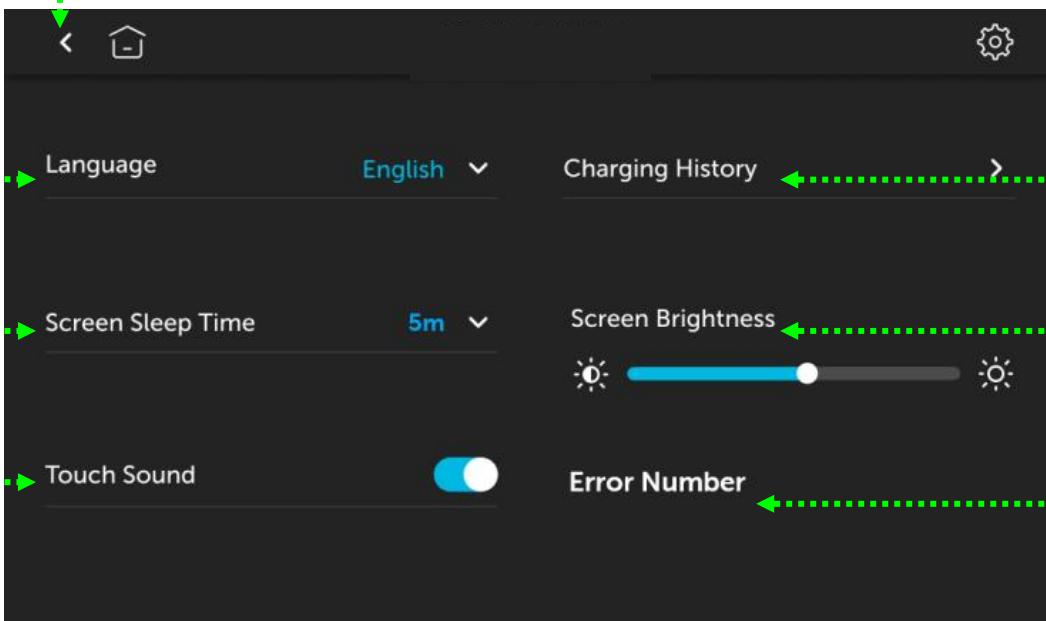 Language English
Charging History
Screen Sleep Time 5m
Screen Brightness
Touch Sound
Error Number